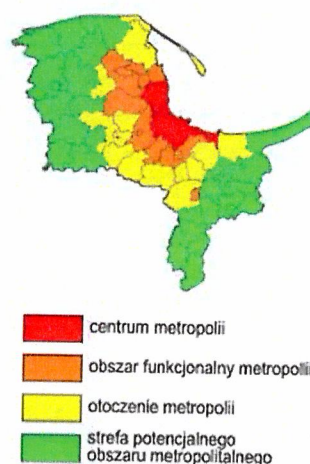 centrum metropolii
obszar funkcjonalny metropolii
otoczenie metropolii
strefa potencjalnego
obszaru metropolitalnego